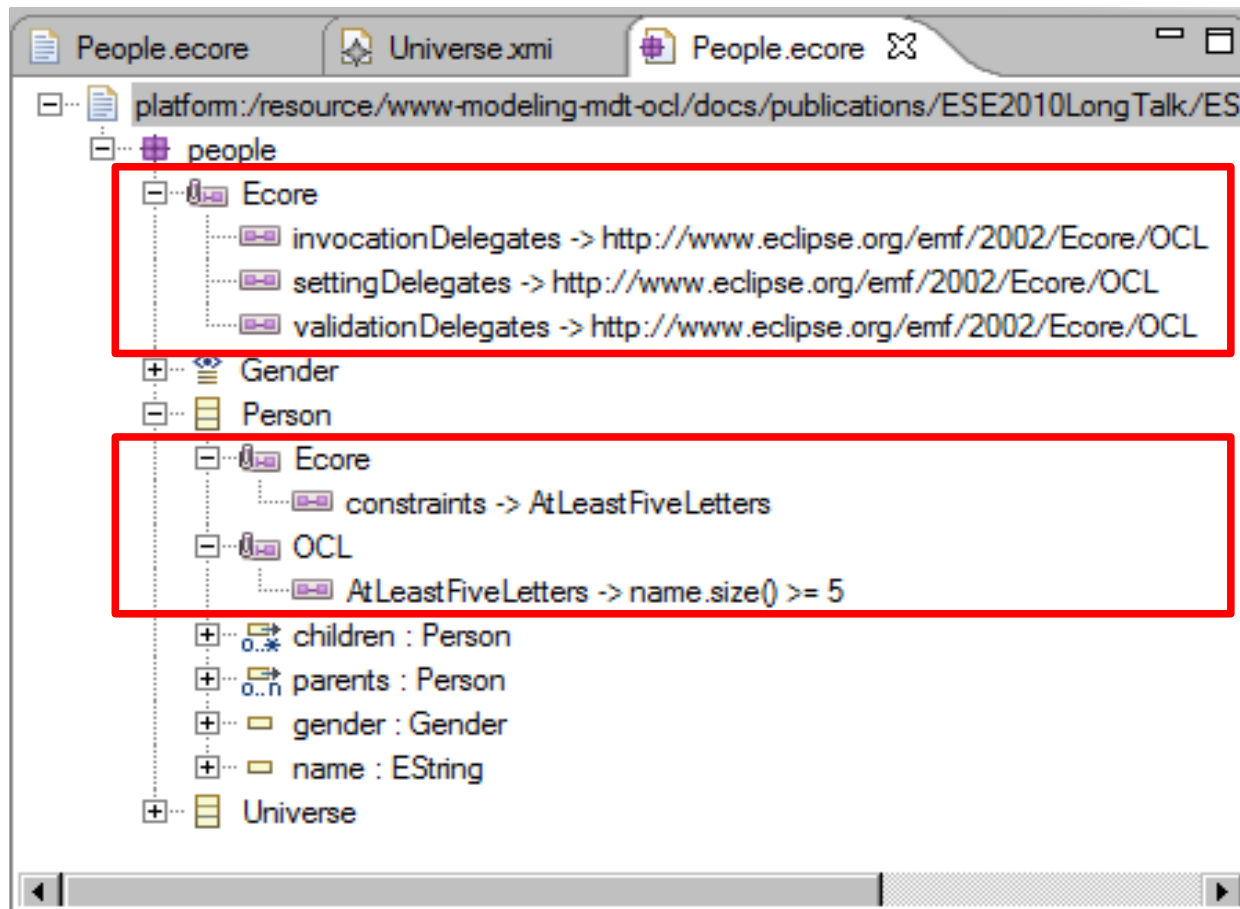 People.ecore Universe.xmi People.ecore
platform:/resource/www-modeling-mdt-ocl/docs/publications/ESE2010LongTalk/ES
people
Ecore
invocationDelegates -> http://www.eclipse.org/emf/2002/Ecore/OCL
settingDelegates -> http://www.eclipse.org/emf/2002/Ecore/OCL
validationDelegates -> http://www.eclipse.org/emf/2002/Ecore/OCL
Gender
Person
Ecore
constraints -> AtLeastFiveLetters
OCL
AtLeastFiveLetters -> name.size() >= 5
0..* children : Person
0..n parents : Person
gender : Gender
name : EString
Universe